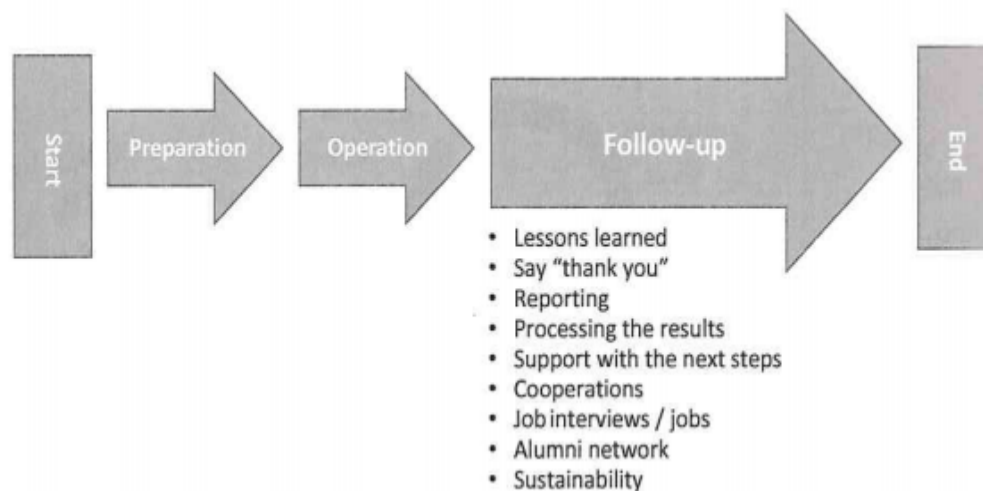 Start
Preparation
Operation
Follow-up
End
• Lessons learned
• Say “thank you”
• Reporting
• Processing the results
• Support with the next steps
• Cooperations
• Job interviews / jobs
• Alumni network
• Sustainability